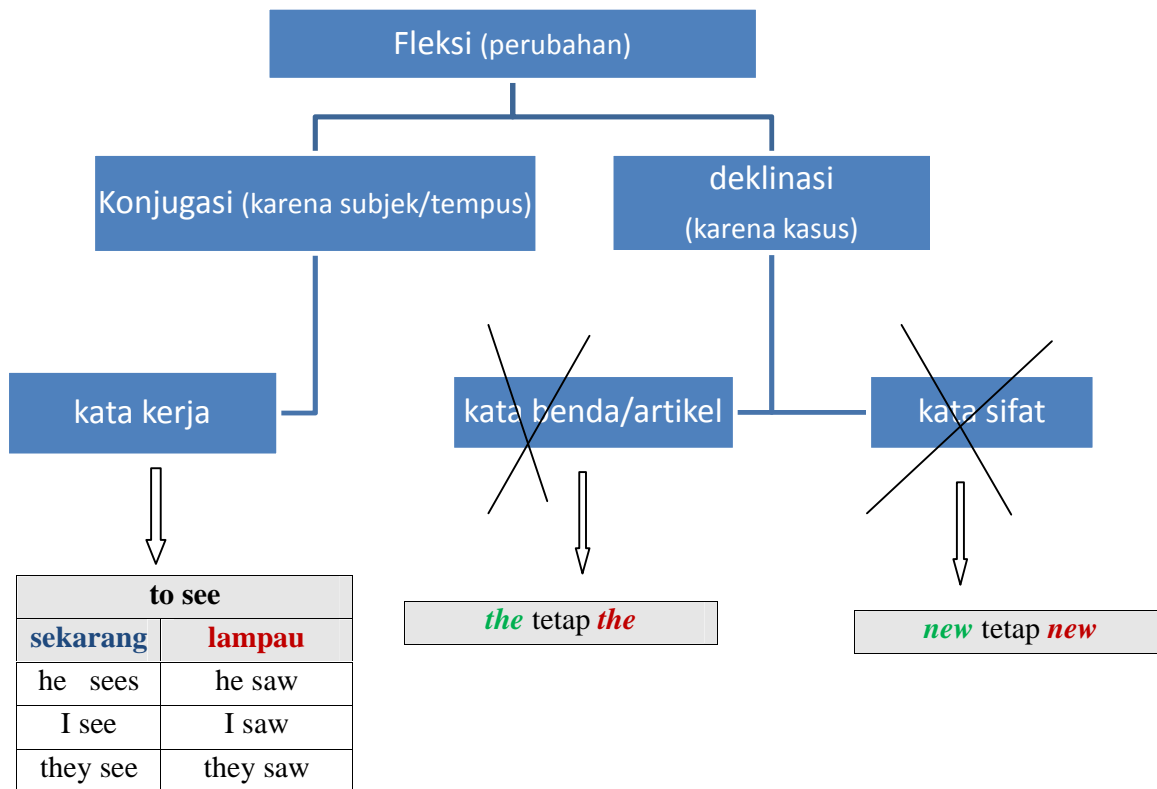 Fleksi (perubahan)
Konjugasi (karena subjek/tempus)
deklinasi
(karena kasus)
kata kerja
kata benda/artikel
kata sifat
to see
sekarang lampau
he sees he saw
I see I saw
they see they saw
the tetap the
new tetap new